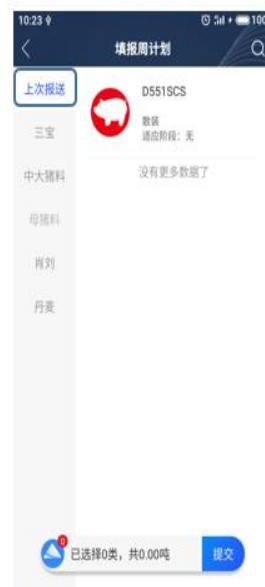 10:23
100
填报周计划
上次报送
D551SCS
散装
适应阶段：无
三宝
没有更多数据了
中大猪料
母猪料
肖刘
丹麦
0
已选择0类，共0.00吨
提交